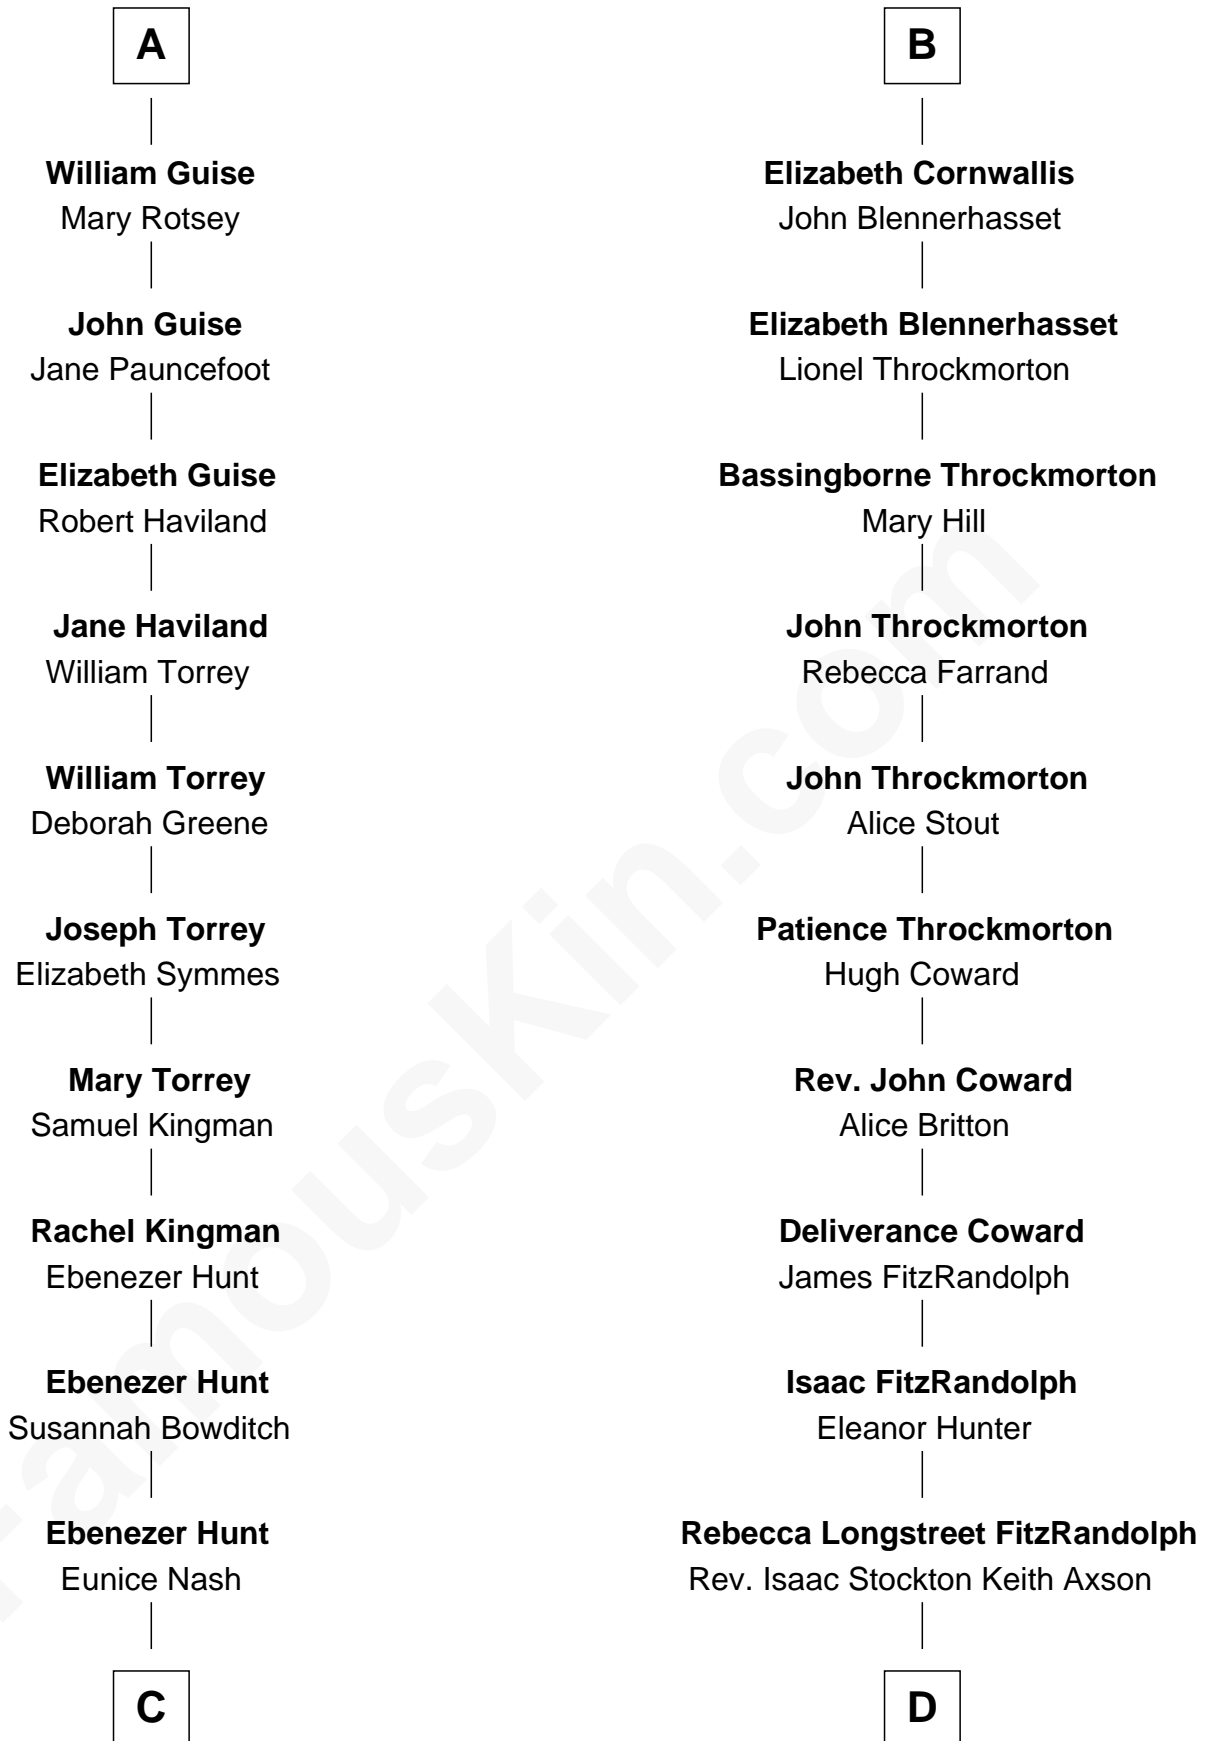 A
William Guise
Mary Rotsey
John Guise
Jane Pauncefoot
Elizabeth Guise
Robert Haviland
Jane Haviland
William Torrey
William Torrey
Deborah Greene
Joseph Torrey
Elizabeth Symmes
Mary Torrey
Samuel Kingman
Rachel Kingman
Ebenezer Hunt
Ebenezer Hunt
Susannah Bowditch
Ebenezer Hunt
Eunice Nash
C
B
Elizabeth Cornwallis
John Blennerhasset
Elizabeth Blennerhasset
Lionel Throckmorton
Bassingborne Throckmorton
Mary Hill
John Throckmorton
Rebecca Farrand
John Throckmorton
Alice Stout
Patience Throckmorton
Hugh Coward
Rev. John Coward
Alice Britton
Deliverance Coward
James FitzRandolph
Isaac FitzRandolph
Eleanor Hunter
Rebecca Longstreet FitzRandolph
Rev. Isaac Stockton Keith Axson
D
FamousKin.com